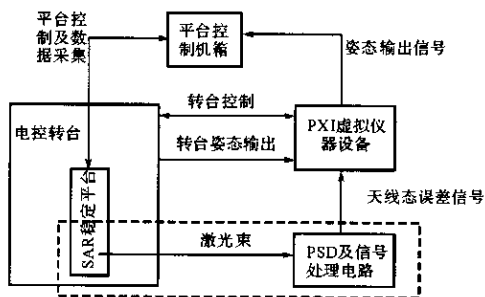 平台控
制及数
据采集
平台控
制机箱
姿态输出信号
电控转台
转台控制
转台姿态输出
PXI虚拟仪
器设备
SAR稳定平台
天线态误差信号
激光束
PSD及信号
处理电路